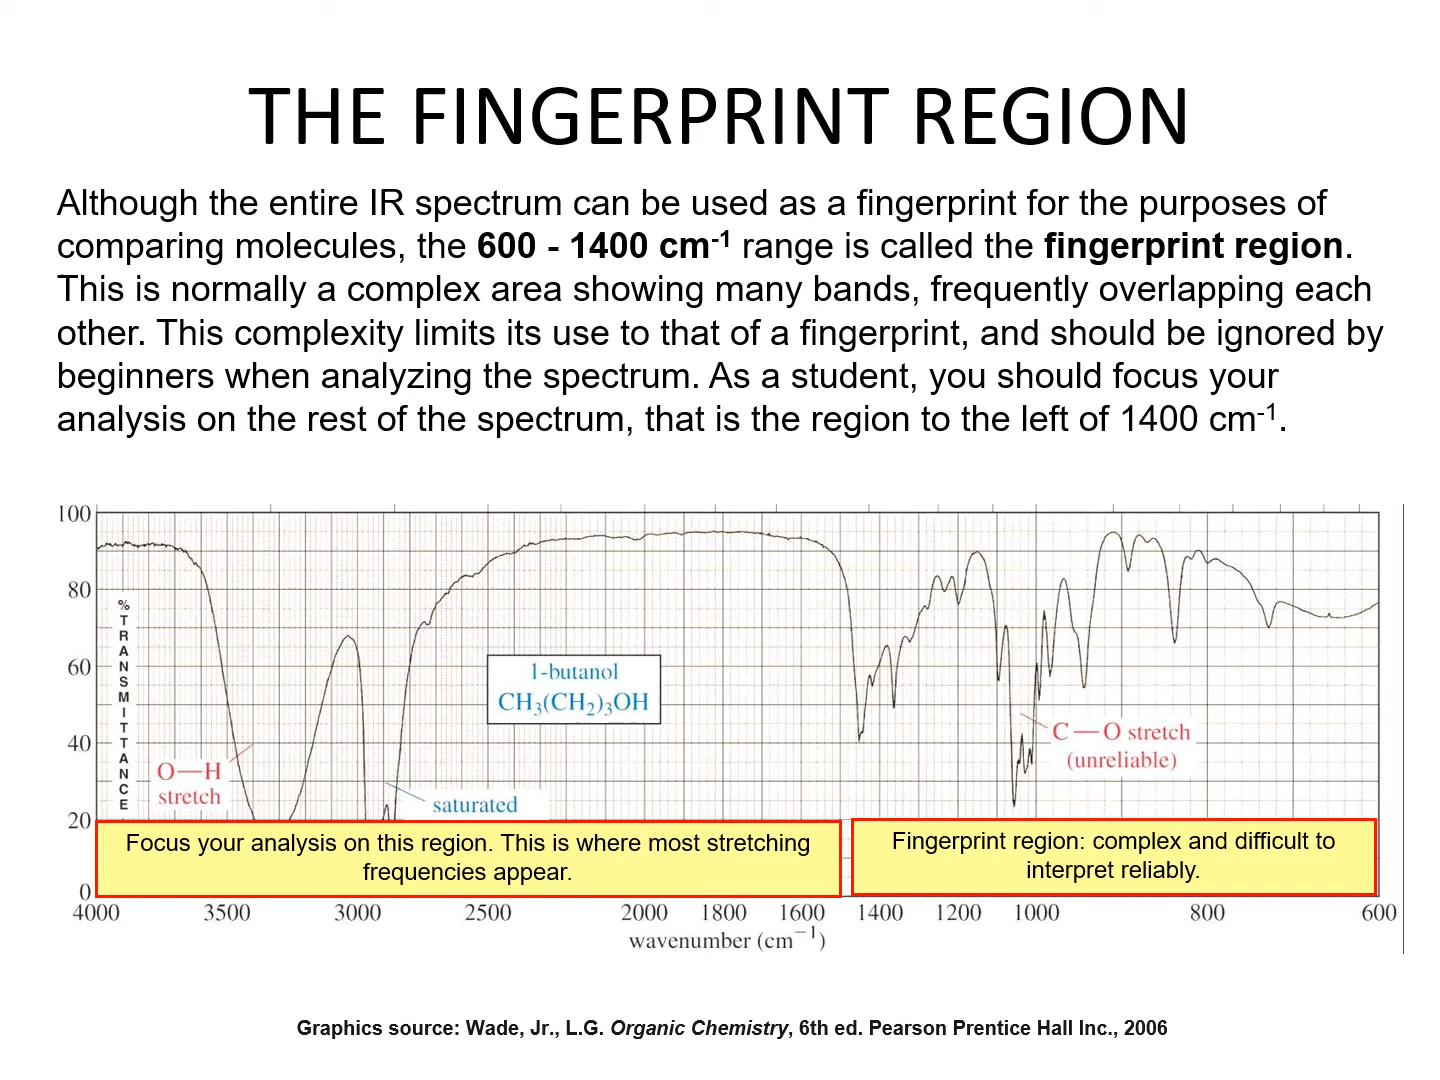 THE FINGERPRINT REGION
Although the entire IR spectrum can be used as a fingerprint for the purposes of
comparing molecules, the 600 - 1400 cm⁻¹ range is called the fingerprint region.
This is normally a complex area showing many bands, frequently overlapping each
other. This complexity limits its use to that of a fingerprint, and should be ignored by
beginners when analyzing the spectrum. As a student, you should focus your
analysis on the rest of the spectrum, that is the region to the left of 1400 cm⁻¹.
100
80
60
40
20
0
% TRANSMITTANCE
1-butanol
CH₃(CH₂)₃OH
O—H
stretch
saturated
C—O stretch
(unreliable)
Focus your analysis on this region. This is where most stretching
frequencies appear.
Fingerprint region: complex and difficult to
interpret reliably.
4000 3500 3000 2500 2000 1800 1600 1400 1200 1000 800 600
wavenumber (cm⁻¹)
Graphics source: Wade, Jr., L.G. Organic Chemistry, 6th ed. Pearson Prentice Hall Inc., 2006